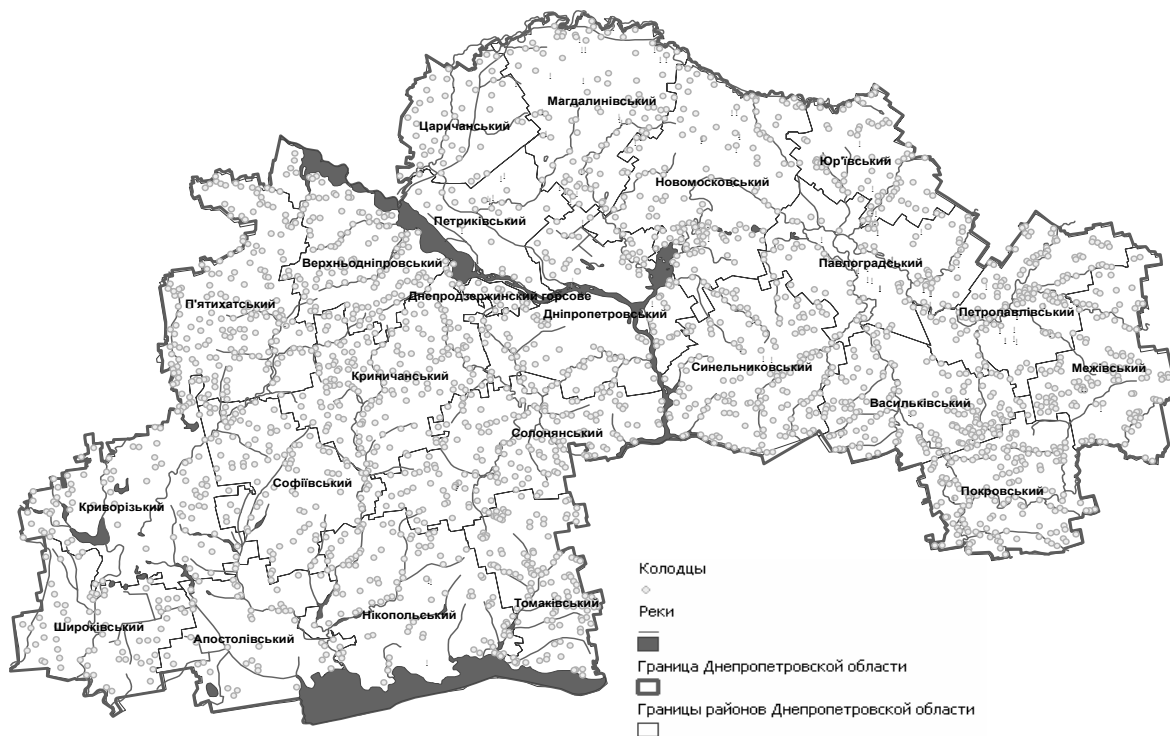 Магдалинівський
Царичанський
Юр'ївський
Новомосковський
Петриківський
Верхньодніпровський
Павлоградський
Днепродзержинский горсове
П'ятихатський
Дніпропетровський
Петропавлівський
Синельниковський
Межівський
Криничанський
Васильківський
Солонянський
Софіївський
Покровський
Криворізький
Томаківський
Нікопольський
Широківський
Апостолівський
Колодцы
Реки
Граница Днепропетровской области
Границы районов Днепропетровской области